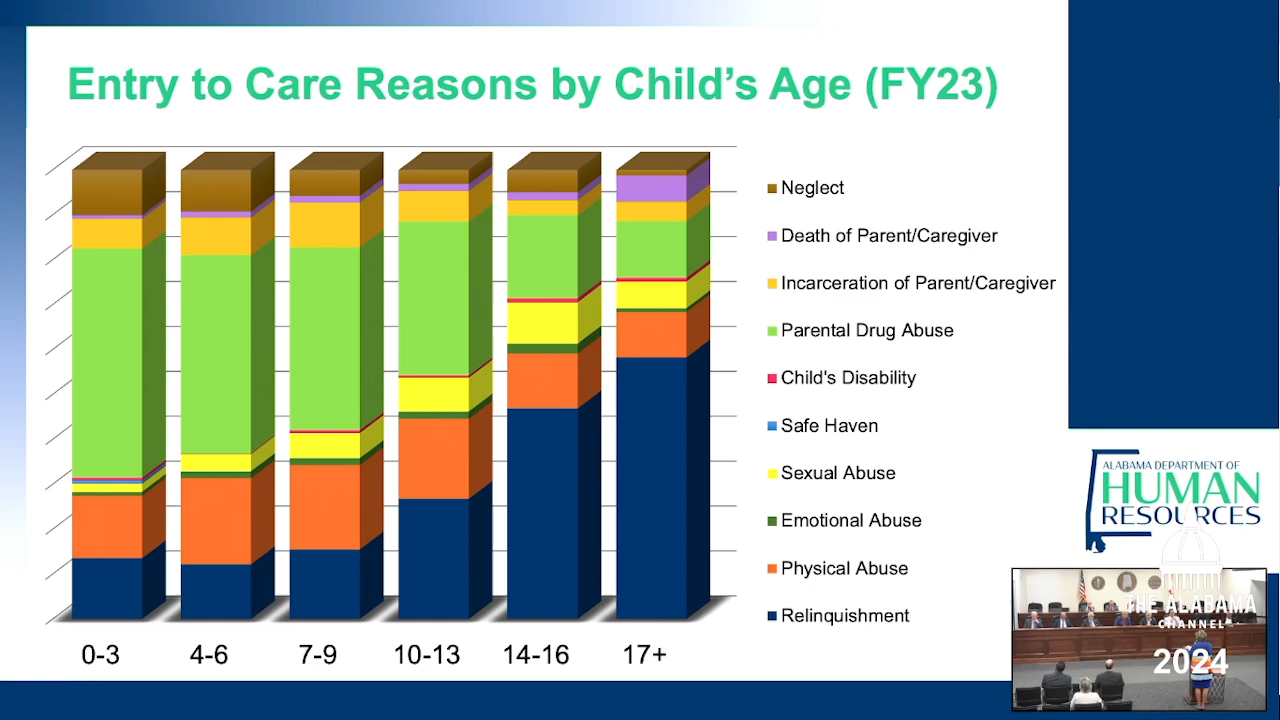 Entry to Care Reasons by Child's Age (FY23)
Neglect
Death of Parent/Caregiver
Incarceration of Parent/Caregiver
Parental Drug Abuse
Child's Disability
Safe Haven
Sexual Abuse
Emotional Abuse
Physical Abuse
Relinquishment
0-3 4-6 7-9 10-13 14-16 17+
ALABAMA DEPARTMENT OF
HUMAN
RESOURCES
THE ALABAMA
CHANNEL
2024